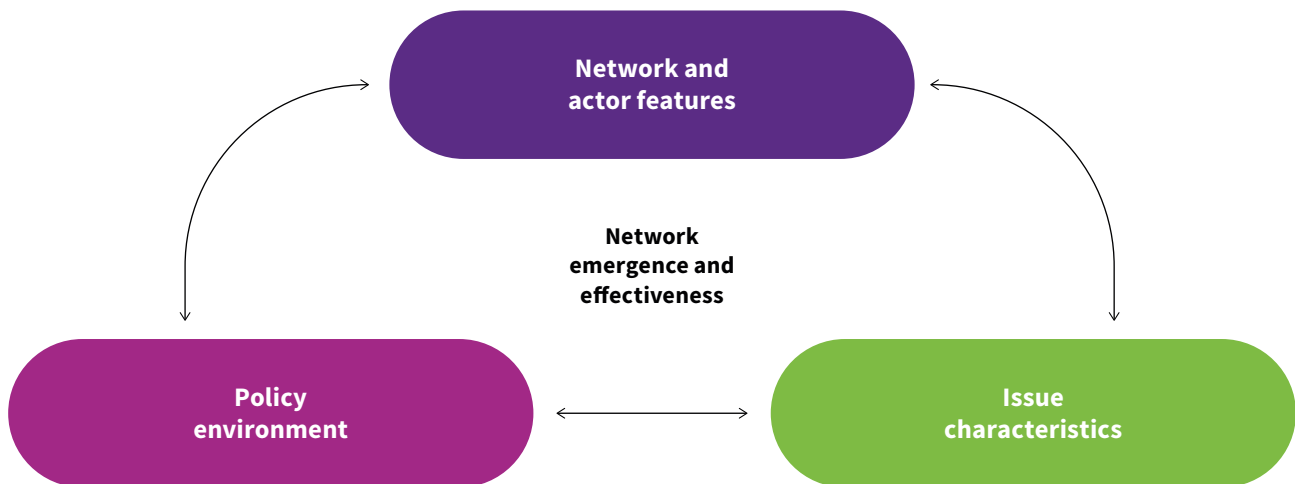 Network and
actor features
Network
emergence and
effectiveness
Policy
environment
Issue
characteristics